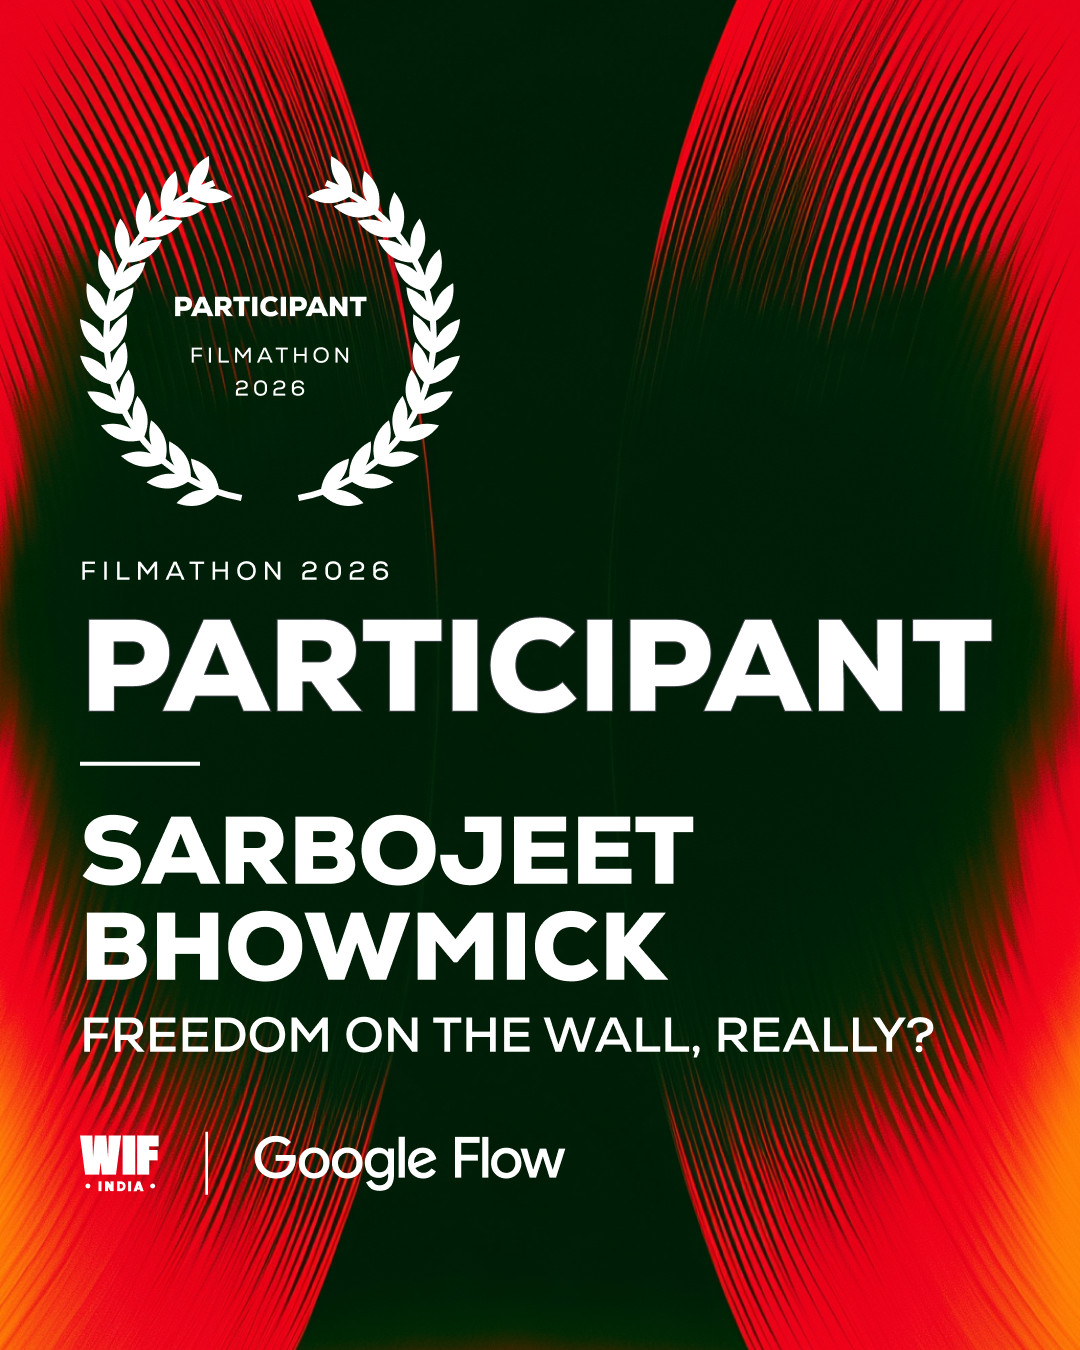 PARTICIPANT
FILMATHON
2026
FILMATHON 2026
PARTICIPANT
SARBOJEET
BHOWMICK
FREEDOM ON THE WALL, REALLY?
WIF
• INDIA •
Google Flow